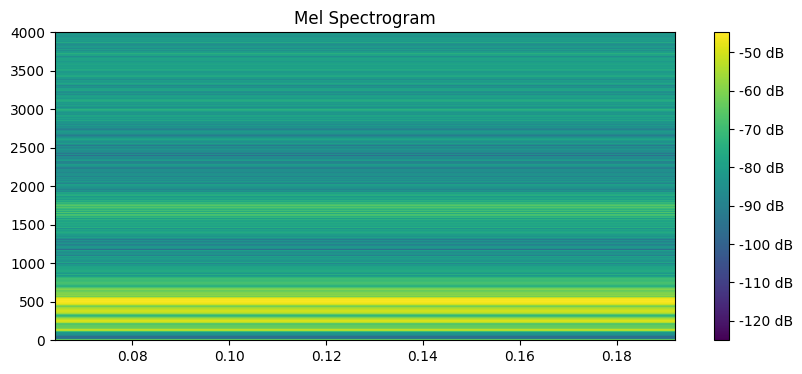 Mel Spectrogram
4000
3500
3000
2500
2000
1500
1000
500
0
0.08 0.10 0.12 0.14 0.16 0.18
-50 dB
-60 dB
-70 dB
-80 dB
-90 dB
-100 dB
-110 dB
-120 dB